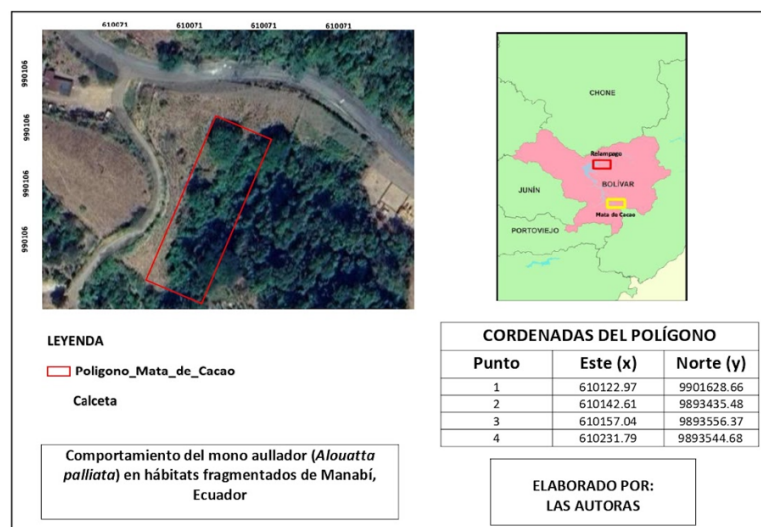 610071 610071 610071 610071
990106
990106
990106
990106
CHONE
Relampago
BOLÍVAR
JUNÍN
Mata de Cacao
PORTOVIEJO
LEYENDA
Poligono_Mata_de_Cacao
Calceta
CORDENADAS DEL POLÍGONO
Punto Este (x) Norte (y)
1 610122.97 9901628.66
2 610142.61 9893435.48
3 610157.04 9893556.37
4 610231.79 9893544.68
Comportamiento del mono aullador (Alouatta
palliata) en hábitats fragmentados de Manabí,
Ecuador
ELABORADO POR:
LAS AUTORAS